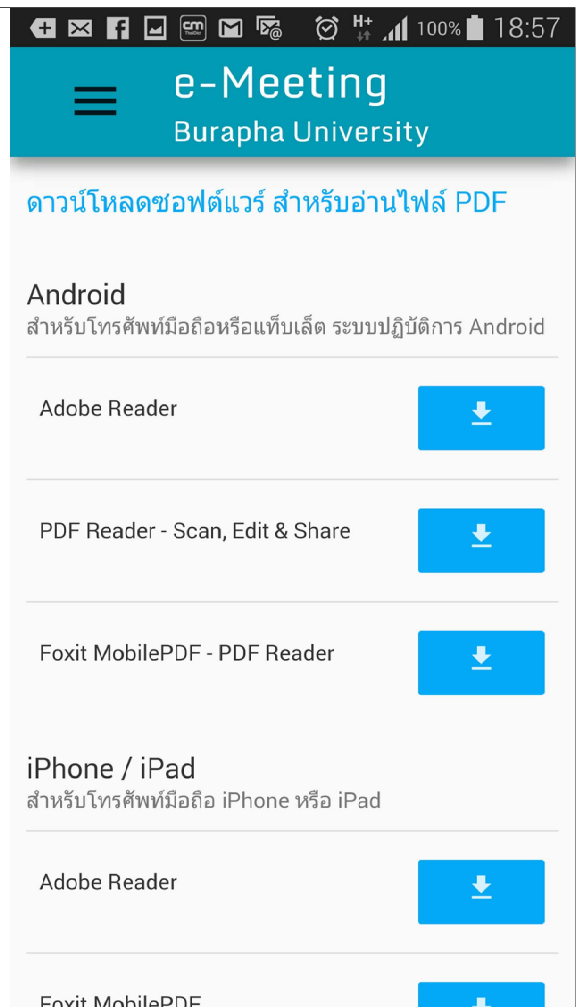 H+
100%
18:57
e-Meeting
Burapha University
ดาวน์โหลดซอฟต์แวร์ สำหรับอ่านไฟล์ PDF
Android
สำหรับโทรศัพท์มือถือหรือแท็บเล็ต ระบบปฏิบัติการ Android
Adobe Reader
PDF Reader - Scan, Edit & Share
Foxit MobilePDF - PDF Reader
iPhone / iPad
สำหรับโทรศัพท์มือถือ iPhone หรือ iPad
Adobe Reader
Foxit MobilePDF